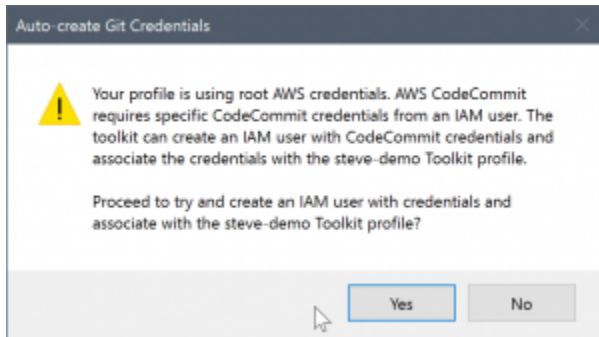 Auto-create Git Credentials
Your profile is using root AWS credentials. AWS CodeCommit
requires specific CodeCommit credentials from an IAM user. The
toolkit can create an IAM user with CodeCommit credentials and
associate the credentials with the steve-demo Toolkit profile.
Proceed to try and create an IAM user with credentials and
associate with the steve-demo Toolkit profile?
Yes
No